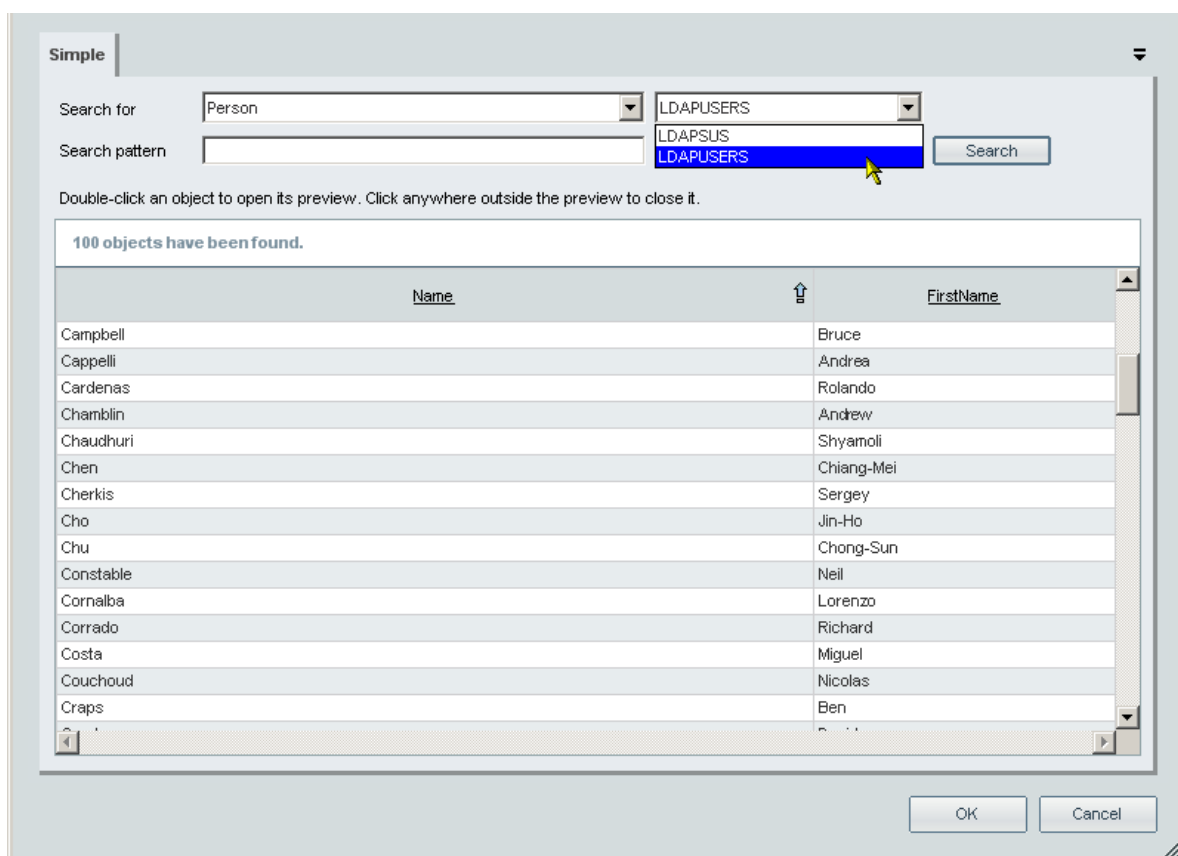 Simple
Search for Person LDAPUSERS
LDAPSUS
Search pattern LDAPUSERS Search
Double-click an object to open its preview. Click anywhere outside the preview to close it.
100 objects have been found.
Name FirstName
Campbell Bruce
Cappelli Andrea
Cardenas Rolando
Chamblin Andrew
Chaudhuri Shyamoli
Chen Chiang-Mei
Cherkis Sergey
Cho Jin-Ho
Chu Chong-Sun
Constable Neil
Cornalba Lorenzo
Corrado Richard
Costa Miguel
Couchoud Nicolas
Craps Ben
OK Cancel